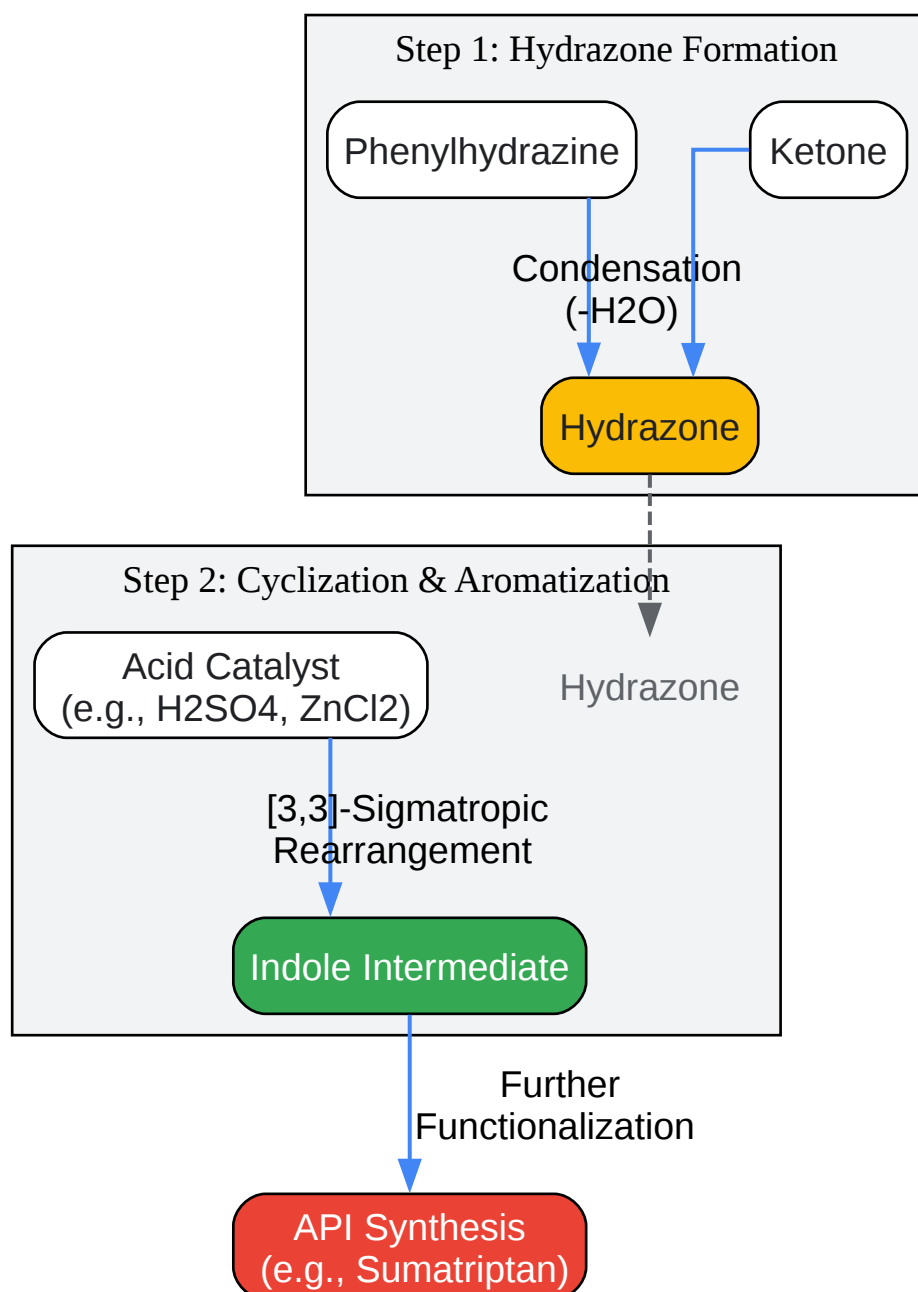 Step 1: Hydrazone Formation
Phenylhydrazine
Ketone
Condensation
(-H2O)
Hydrazone
Step 2: Cyclization & Aromatization
Acid Catalyst
(e.g., H2SO4, ZnCl2)
Hydrazone
[3,3]-Sigmatropic
Rearrangement
Indole Intermediate
Further
Functionalization
API Synthesis
(e.g., Sumatriptan)